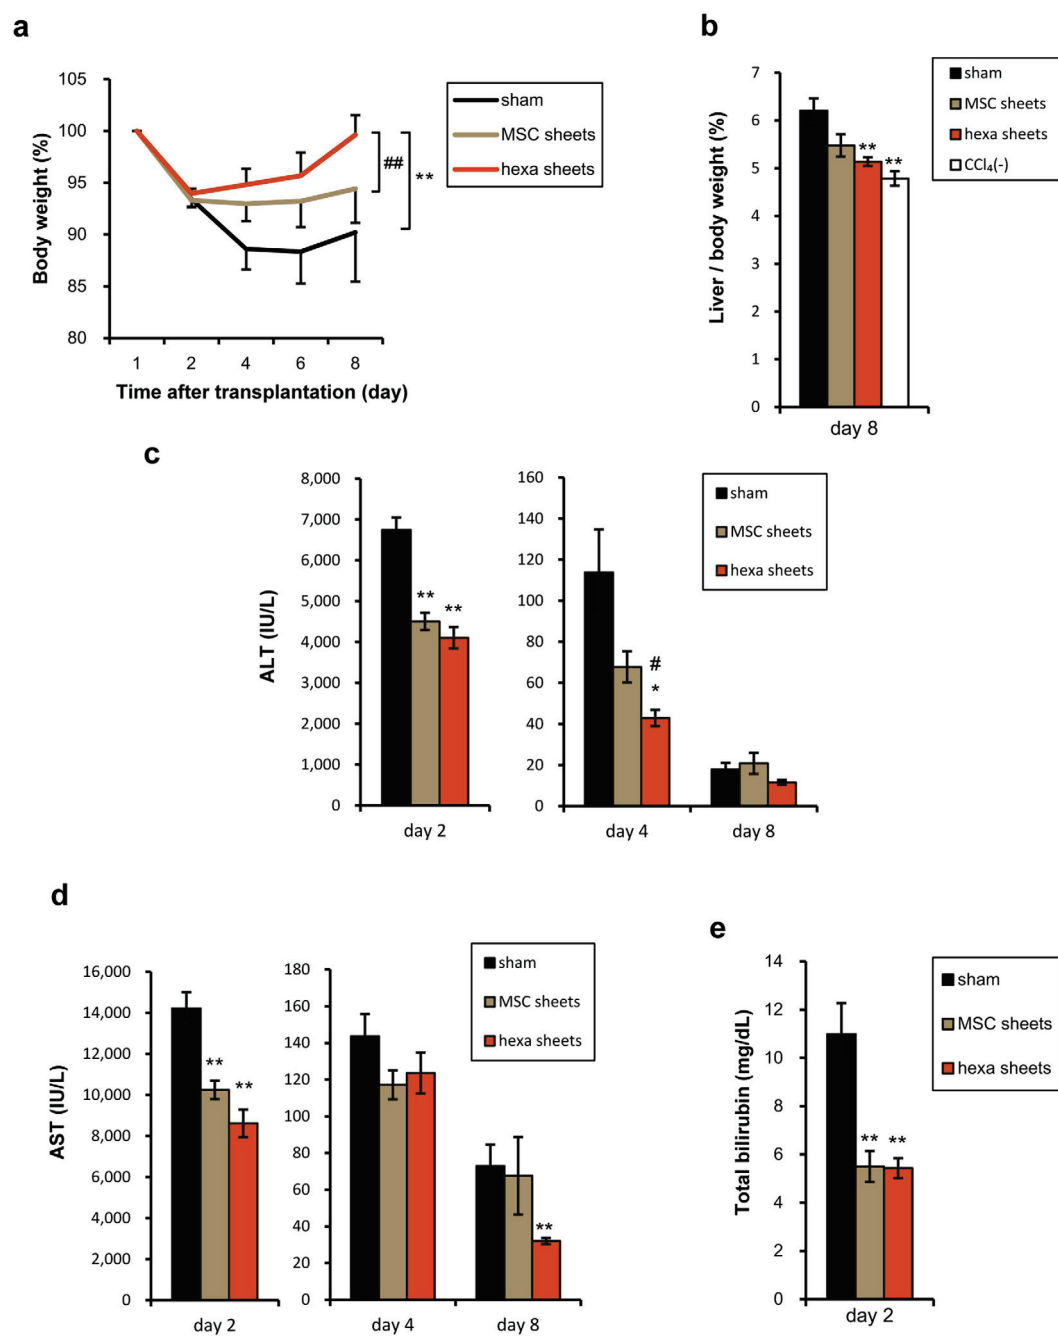 a
105
100
95
90
85
80
Body weight (%)
1 2 4 6 8
Time after transplantation (day)
sham
MSC sheets
hexa sheets
##
**
b
7
6
5
4
3
2
1
0
Liver / body weight (%)
** **
day 8
sham
MSC sheets
hexa sheets
CCl₄(-)
c
8,000
7,000
6,000
5,000
4,000
3,000
2,000
1,000
0
ALT (IU/L)
** **
day 2
160
140
120
100
80
60
40
20
0
#
*
day 4 day 8
sham
MSC sheets
hexa sheets
d
16,000
14,000
12,000
10,000
8,000
6,000
4,000
2,000
0
AST (IU/L)
** **
day 2
180
160
140
120
100
80
60
40
20
0
**
day 4 day 8
sham
MSC sheets
hexa sheets
e
14
12
10
8
6
4
2
0
Total bilirubin (mg/dL)
** **
day 2
sham
MSC sheets
hexa sheets